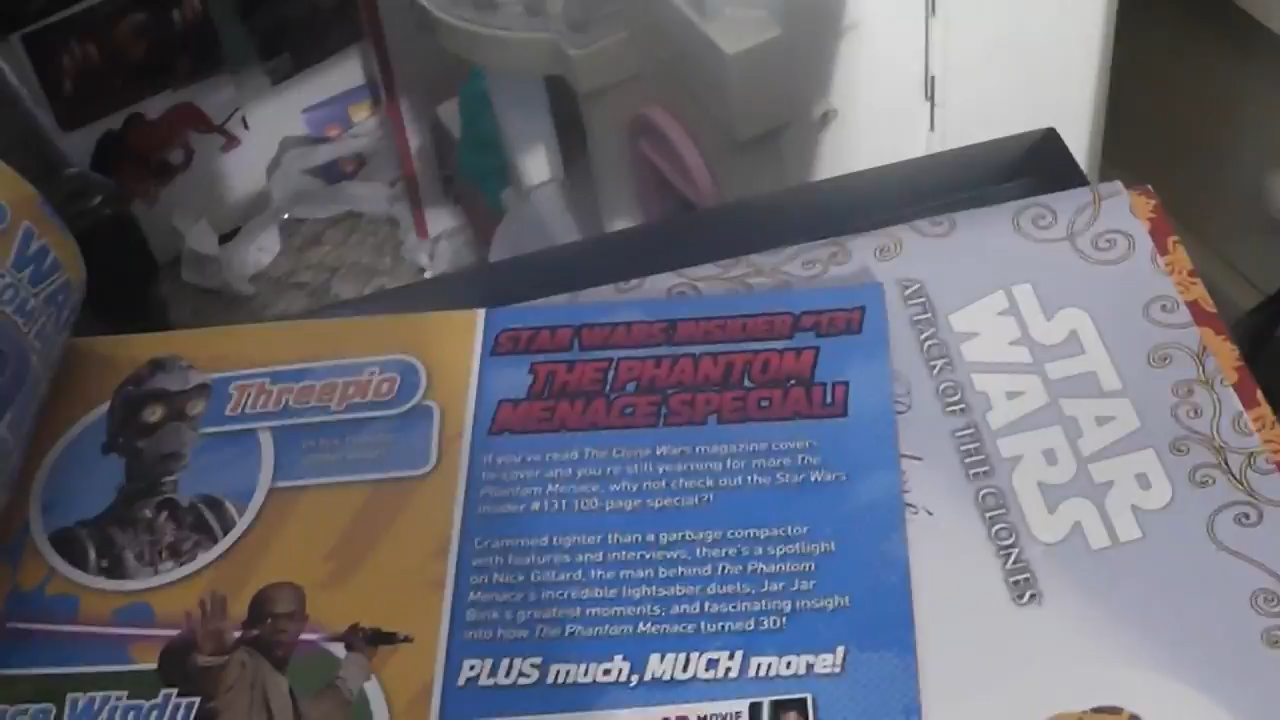 WA
Threepio
STAR WARS INSIDER #131
THE PHANTOM
MENACE SPECIAL!
If you've read The Clone Wars magazine cover-
to-cover and you're still yearning for more The
Phantom Menace, why not check out the Star Wars
Insider #131 100-page special?!
Crammed tighter than a garbage compactor
with features and interviews, there's a spotlight
on Nick Gillard, the man behind The Phantom
Menace's incredible lightsaber duels, Jar Jar
Bink's greatest moments; and fascinating insight
into how The Phantom Menace turned 3D!
PLUS much, MUCH more!
MOVIE
ce Windu
STAR
WARS
ATTACK OF THE CLONES